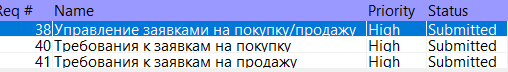 Req # Name Priority Status
38 Управление заявками на покупку/продажу High Submitted
40 Требования к заявкам на покупку High Submitted
41 Требования к заявкам на продажу High Submitted